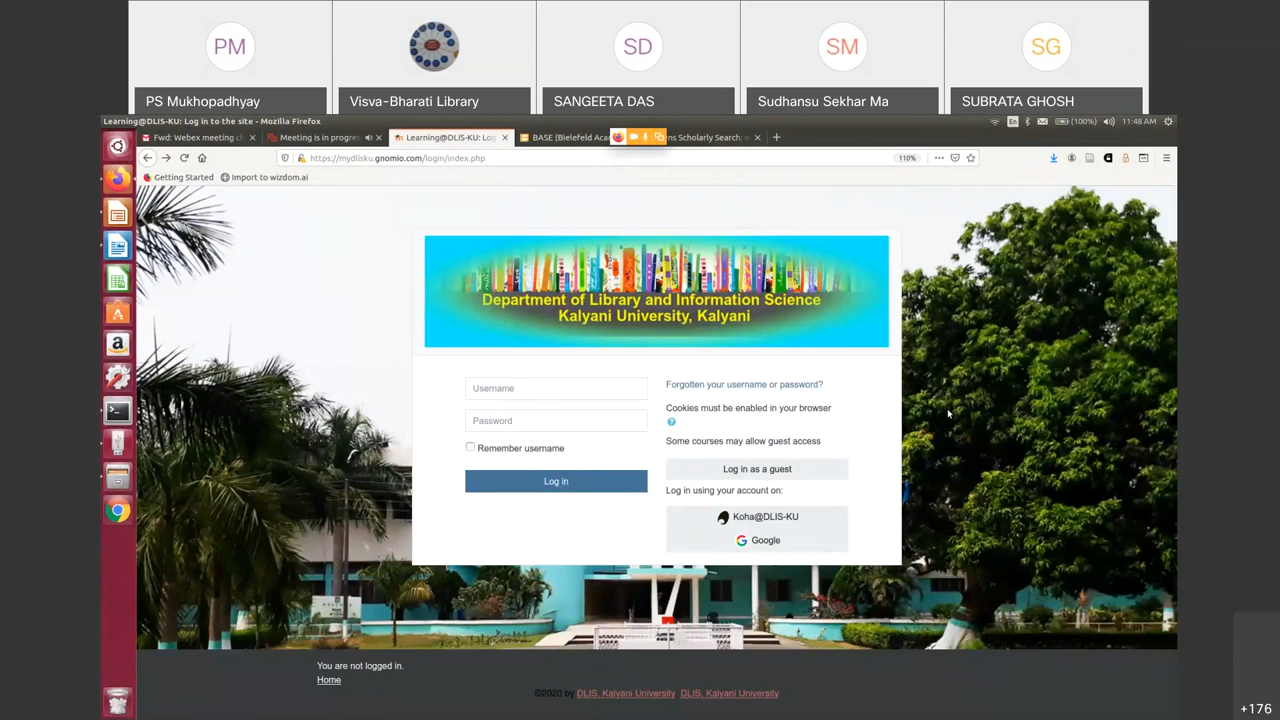 PM
SD
SM
SG
PS Mukhopadhyay
Visva-Bharati Library
SANGEETA DAS
Sudhansu Sekhar Ma
SUBRATA GHOSH
Learning@DLIS-KU: Log in to the site - Mozilla Firefox
En
(100%)
11:48 AM
Fwd: Webex meeting c
Meeting is in progres
Learning@DLIS-KU: Log
BASE (Bielefeld Aca
ns Scholarly Search:
https://mydlisku.gnomio.com/login/index.php
110%
Getting Started
Import to wizdom.ai
Department of Library and Information Science
Kalyani University, Kalyani
Username
Password
Remember username
Log in
Forgotten your username or password?
Cookies must be enabled in your browser
Some courses may allow guest access
Log in as a guest
Log in using your account on:
Koha@DLIS-KU
Google
You are not logged in.
Home
©2020 by DLIS, Kalyani University DLIS, Kalyani University
+176